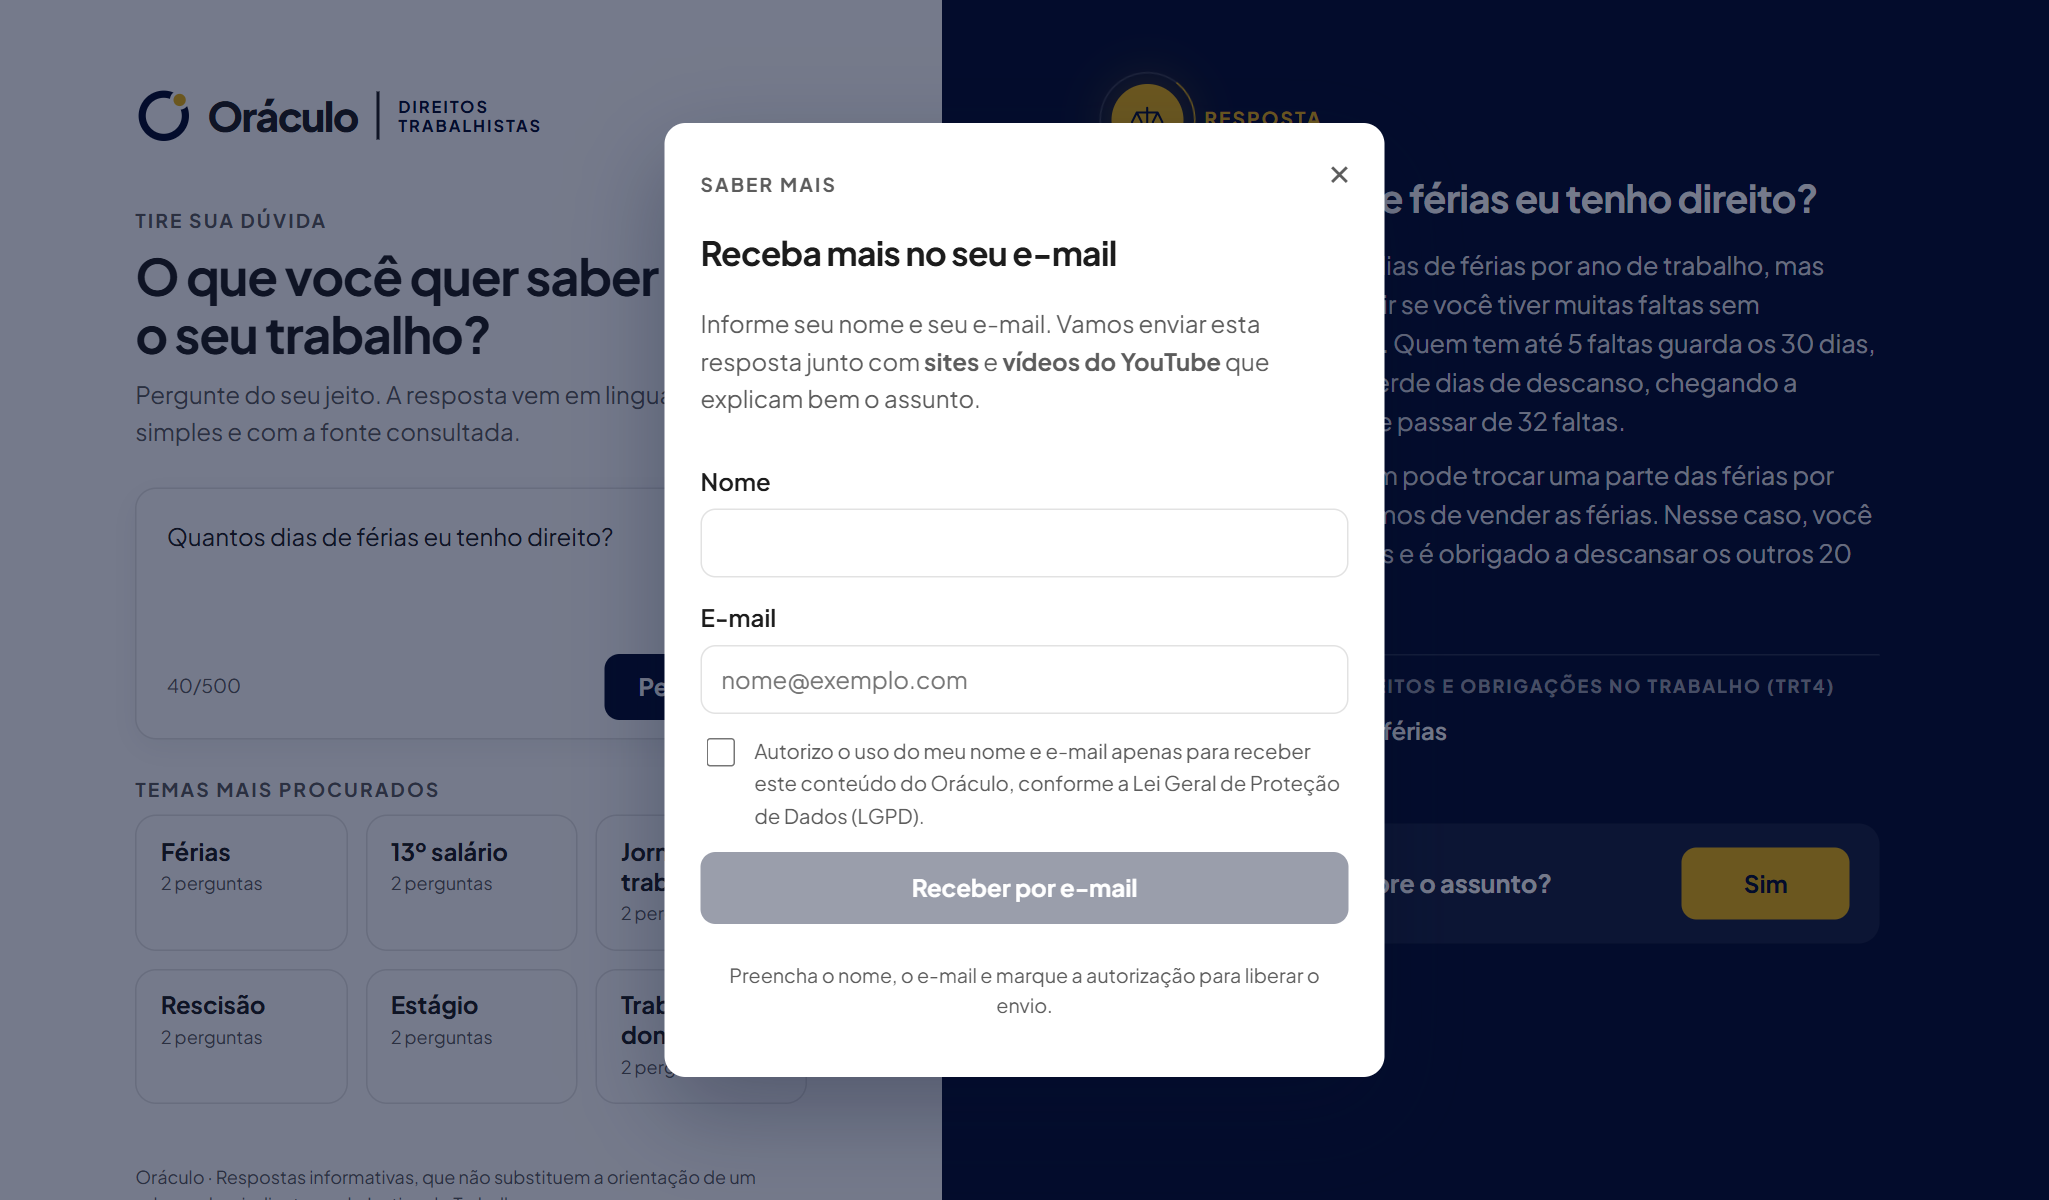 Oráculo
DIREITOS
TRABALHISTAS
TIRE SUA DÚVIDA
O que você quer saber
o seu trabalho?
Pergunte do seu jeito. A resposta vem em
simples e com a fonte consultada.
Quantos dias de férias eu tenho direito?
40/500
TEMAS MAIS PROCURADOS
Férias
2 perguntas
13º salário
2 perguntas
2
Rescisão
2 perguntas
Estágio
2 perguntas
2
Oráculo · Respostas informativas, que não substituem a orientação de um
SABER MAIS
×
Receba mais no seu e-mail
Informe seu nome e seu e-mail. Vamos enviar esta
resposta junto com sites e vídeos do YouTube que
explicam bem o assunto.
Nome
E-mail
nome@exemplo.com
Autorizo o uso do meu nome e e-mail apenas para receber
este conteúdo do Oráculo, conforme a Lei Geral de Proteção
de Dados (LGPD).
Receber por e-mail
Preencha o nome, o e-mail e marque a autorização para liberar o
envio.
RESPOSTA
férias eu tenho direito?
de férias por ano de trabalho, mas
se você tiver muitas faltas sem
Quem tem até 5 faltas guarda os 30 dias,
dias de descanso, chegando a
passar de 32 faltas.
pode trocar uma parte das férias por
de vender as férias. Nesse caso, você
e é obrigado a descansar os outros 20
E OBRIGAÇÕES NO TRABALHO (TRT4)
férias
o assunto?
Sim